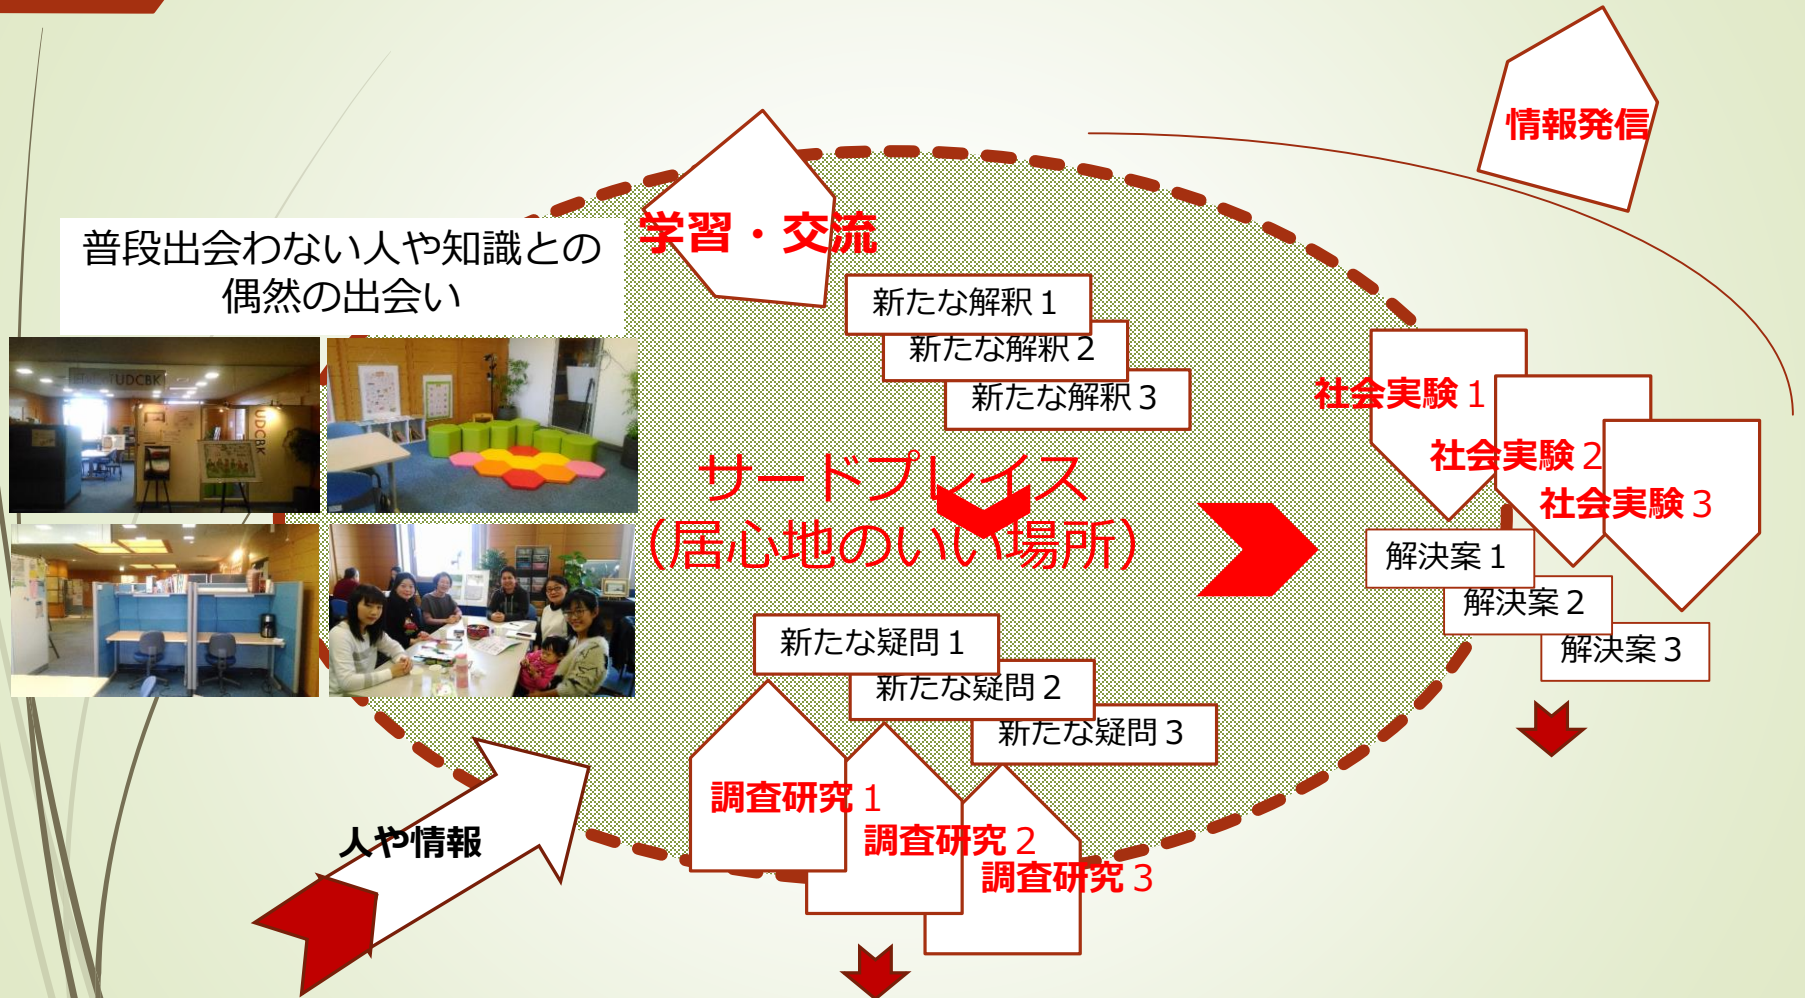 情報発信
学習・交流
普段出会わない人や知識との
偶然の出会い
新たな解釈１
新たな解釈２
新たな解釈３
UDCBK
UDCBK
社会実験１
社会実験２
社会実験３
サードプレイス
（居心地のいい場所）
解決案１
解決案２
解決案３
新たな疑問１
新たな疑問２
新たな疑問３
調査研究１
調査研究２
調査研究３
人や情報